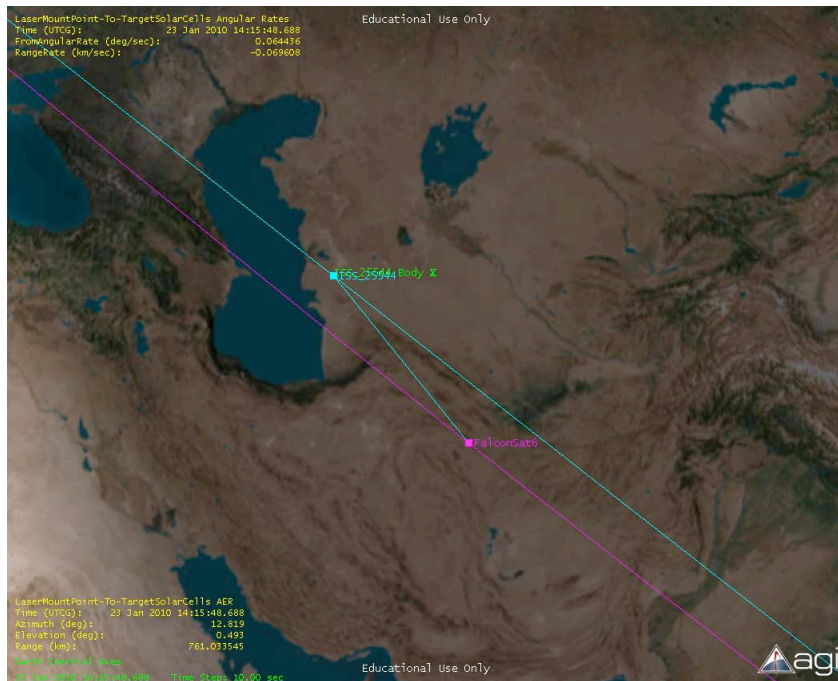 LaserMountPoint-To-TargetSolarCells Angular Rates
Educational Use Only
Time (UTCG): 23 Jan 2010 14:15:48.688
FromAngularRate (deg/sec): 0.064436
RangeRate (km/sec): -0.069608
ISS_25544
FalconSat6
LaserMountPoint-To-TargetSolarCells AER
Time (UTCG): 23 Jan 2010 14:15:48.688
Azimuth (deg): 12.819
Elevation (deg): 0.493
Range (km): 761.033545
Inertial Axes
Educational Use Only
agi
Time Step: 10.00 sec